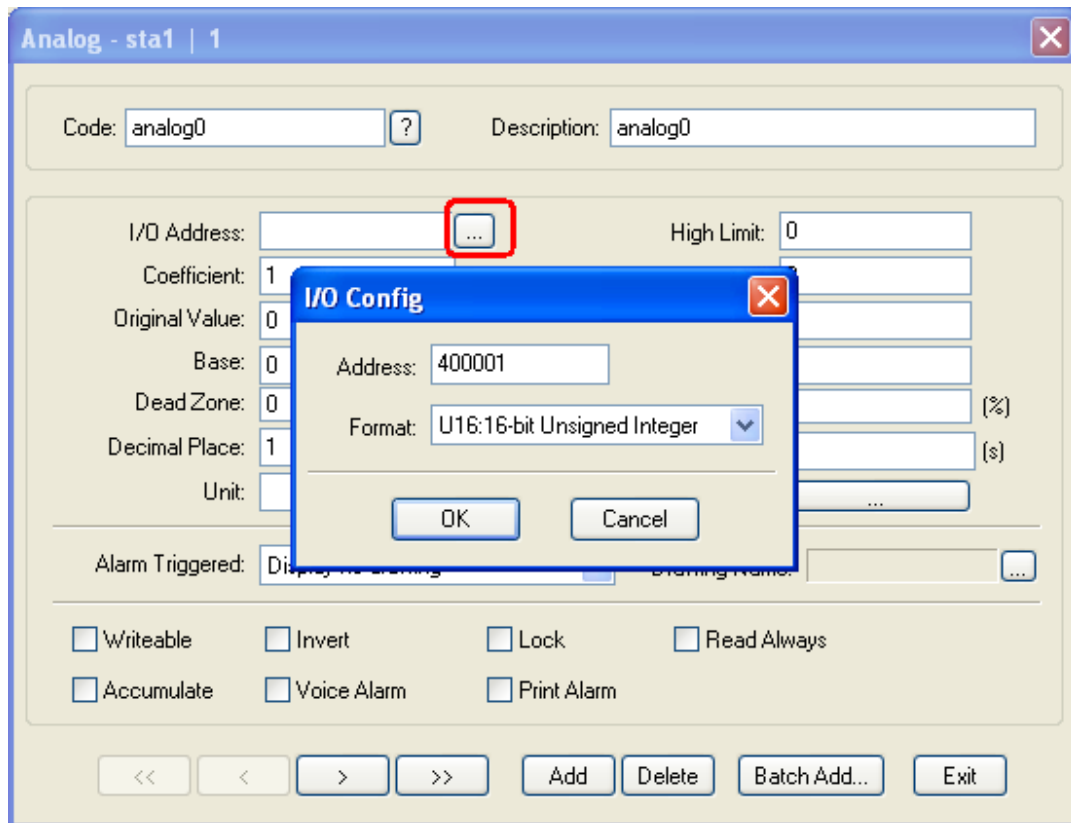 Analog - sta1 | 1
Code: analog0 ? Description: analog0
I/O Address: ... High Limit: 0
Coefficient: 1
I/O Config
Original Value: 0
Base: 0
Address: 400001
Dead Zone: 0 (%)
Format: U16:16-bit Unsigned Integer
Decimal Place: 1 (s)
Unit: ...
OK Cancel
Alarm Triggered: ...
Writeable Invert Lock Read Always
Accumulate Voice Alarm Print Alarm
<< < > >> Add Delete Batch Add... Exit